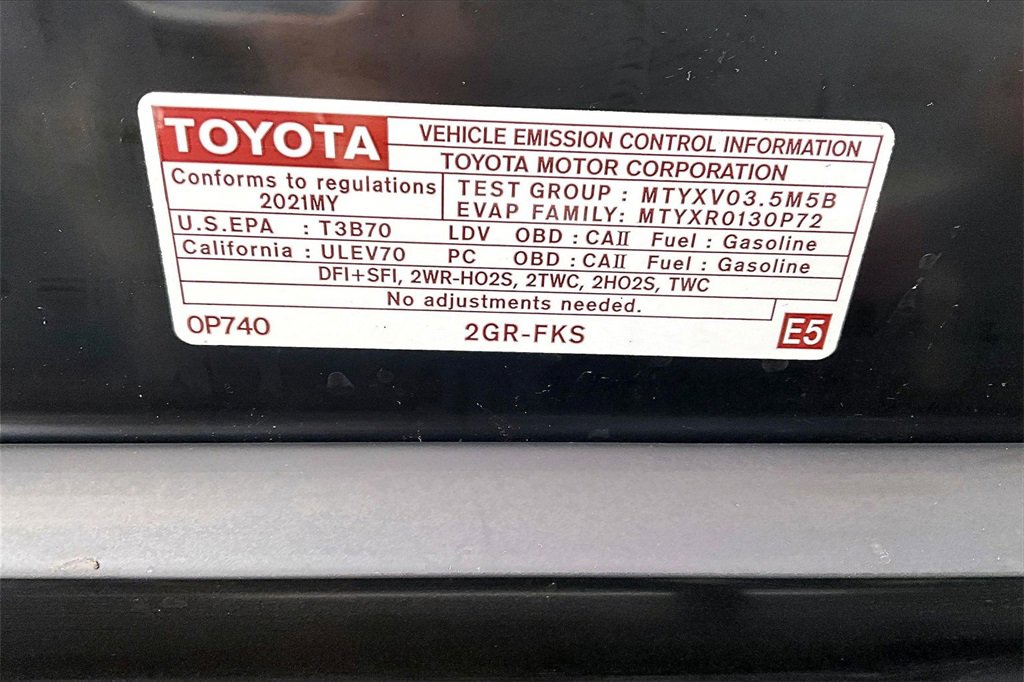 TOYOTA VEHICLE EMISSION CONTROL INFORMATION
TOYOTA MOTOR CORPORATION
Conforms to regulations
2021MY
TEST GROUP : MTYXV03.5M5B
EVAP FAMILY: MTYXR0130P72
U.S.EPA : T3B70 LDV OBD : CAII Fuel : Gasoline
California : ULEV70 PC OBD : CAII Fuel : Gasoline
DFI+SFI, 2WR-HO2S, 2TWC, 2HO2S, TWC
No adjustments needed.
0P740 2GR-FKS E5